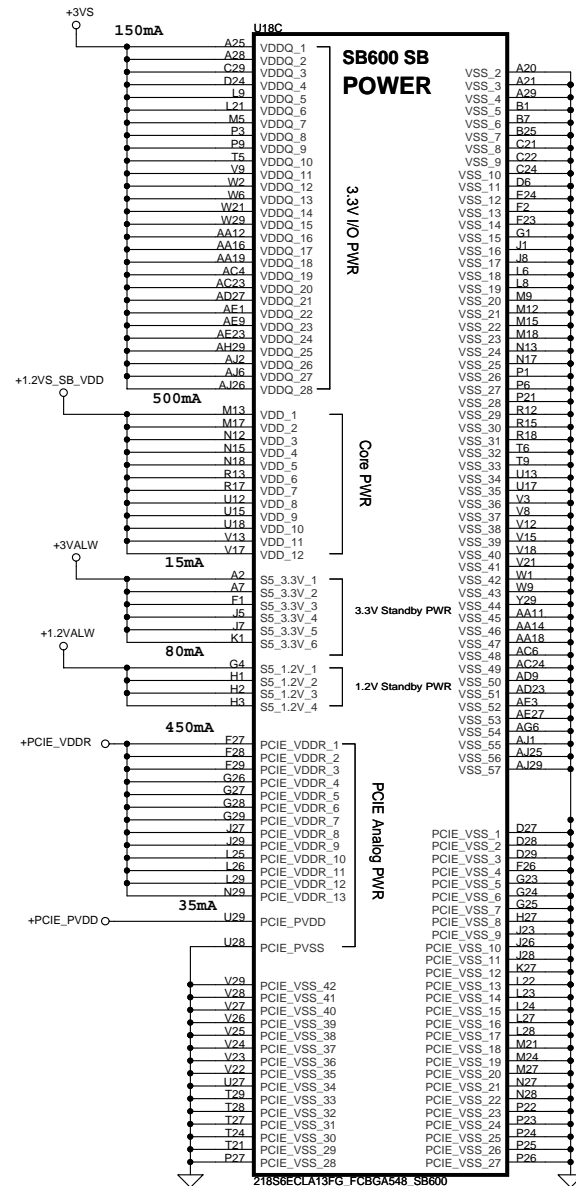 +3VS
150mA
U18C
SB600 SB
POWER
A25 VDDQ_1
A28 VDDQ_2
C29 VDDQ_3
D24 VDDQ_4
L9 VDDQ_5
L21 VDDQ_6
M5 VDDQ_7
P3 VDDQ_8
P9 VDDQ_9
T5 VDDQ_10
V9 VDDQ_11
W2 VDDQ_12
W6 VDDQ_13
W21 VDDQ_14
W29 VDDQ_15
AA12 VDDQ_16
AA16 VDDQ_17
AA19 VDDQ_18
AC4 VDDQ_19
AC23 VDDQ_20
AD27 VDDQ_21
AE1 VDDQ_22
AE9 VDDQ_23
AE23 VDDQ_24
AH29 VDDQ_25
AJ2 VDDQ_26
AJ6 VDDQ_27
AJ26 VDDQ_28
3.3V I/O PWR
+1.2VS_SB_VDD
500mA
M13 VDD_1
M17 VDD_2
N12 VDD_3
N15 VDD_4
N18 VDD_5
R13 VDD_6
R17 VDD_7
U12 VDD_8
U15 VDD_9
U18 VDD_10
V13 VDD_11
V17 VDD_12
Core PWR
+3VALW
15mA
A2 S5_3.3V_1
A7 S5_3.3V_2
F1 S5_3.3V_3
J5 S5_3.3V_4
J7 S5_3.3V_5
K1 S5_3.3V_6
3.3V Standby PWR
+1.2VALW
80mA
G4 S5_1.2V_1
H1 S5_1.2V_2
H2 S5_1.2V_3
H3 S5_1.2V_4
1.2V Standby PWR
450mA
+PCIE_VDDR
F27 PCIE_VDDR_1
F28 PCIE_VDDR_2
F29 PCIE_VDDR_3
G26 PCIE_VDDR_4
G27 PCIE_VDDR_5
G28 PCIE_VDDR_6
G29 PCIE_VDDR_7
J27 PCIE_VDDR_8
J29 PCIE_VDDR_9
L25 PCIE_VDDR_10
L26 PCIE_VDDR_11
L29 PCIE_VDDR_12
N29 PCIE_VDDR_13
PCIE Analog PWR
35mA
+PCIE_PVDD
U29 PCIE_PVDD
U28 PCIE_PVSS
V29 PCIE_VSS_42
V28 PCIE_VSS_41
V27 PCIE_VSS_40
V26 PCIE_VSS_39
V25 PCIE_VSS_38
V24 PCIE_VSS_37
V23 PCIE_VSS_36
V22 PCIE_VSS_35
U27 PCIE_VSS_34
T29 PCIE_VSS_33
T28 PCIE_VSS_32
T27 PCIE_VSS_31
T24 PCIE_VSS_30
T21 PCIE_VSS_29
P27 PCIE_VSS_28
VSS_2 A20
VSS_3 A21
VSS_4 A29
VSS_5 B1
VSS_6 B7
VSS_7 B25
VSS_8 C21
VSS_9 C22
VSS_10 C24
VSS_11 D6
VSS_12 E24
VSS_13 F2
VSS_14 F23
VSS_15 G1
VSS_16 J1
VSS_17 J8
VSS_18 L6
VSS_19 L8
VSS_20 M9
VSS_21 M12
VSS_22 M15
VSS_23 M18
VSS_24 N13
VSS_25 N17
VSS_26 P1
VSS_27 P6
VSS_28 P21
VSS_29 R12
VSS_30 R15
VSS_31 R18
VSS_32 T6
VSS_33 T9
VSS_34 U13
VSS_35 U17
VSS_36 V3
VSS_37 V8
VSS_38 V12
VSS_39 V15
VSS_40 V18
VSS_41 V21
VSS_42 W1
VSS_43 W9
VSS_44 Y29
VSS_45 AA11
VSS_46 AA14
VSS_47 AA18
VSS_48 AC6
VSS_49 AC24
VSS_50 AD9
VSS_51 AD23
VSS_52 AE3
VSS_53 AE27
VSS_54 AG6
VSS_55 AJ1
VSS_56 AJ25
VSS_57 AJ29
PCIE_VSS_1 D27
PCIE_VSS_2 D28
PCIE_VSS_3 D29
PCIE_VSS_4 F26
PCIE_VSS_5 G23
PCIE_VSS_6 G24
PCIE_VSS_7 G25
PCIE_VSS_8 H27
PCIE_VSS_9 J23
PCIE_VSS_10 J26
PCIE_VSS_11 J28
PCIE_VSS_12 K27
PCIE_VSS_13 L22
PCIE_VSS_14 L23
PCIE_VSS_15 L24
PCIE_VSS_16 L27
PCIE_VSS_17 L28
PCIE_VSS_18 M21
PCIE_VSS_19 M24
PCIE_VSS_20 M27
PCIE_VSS_21 N27
PCIE_VSS_22 N28
PCIE_VSS_23 P22
PCIE_VSS_24 P23
PCIE_VSS_25 P24
PCIE_VSS_26 P25
PCIE_VSS_27 P26
218S6ECLA13FG_FCBGA548_SB600